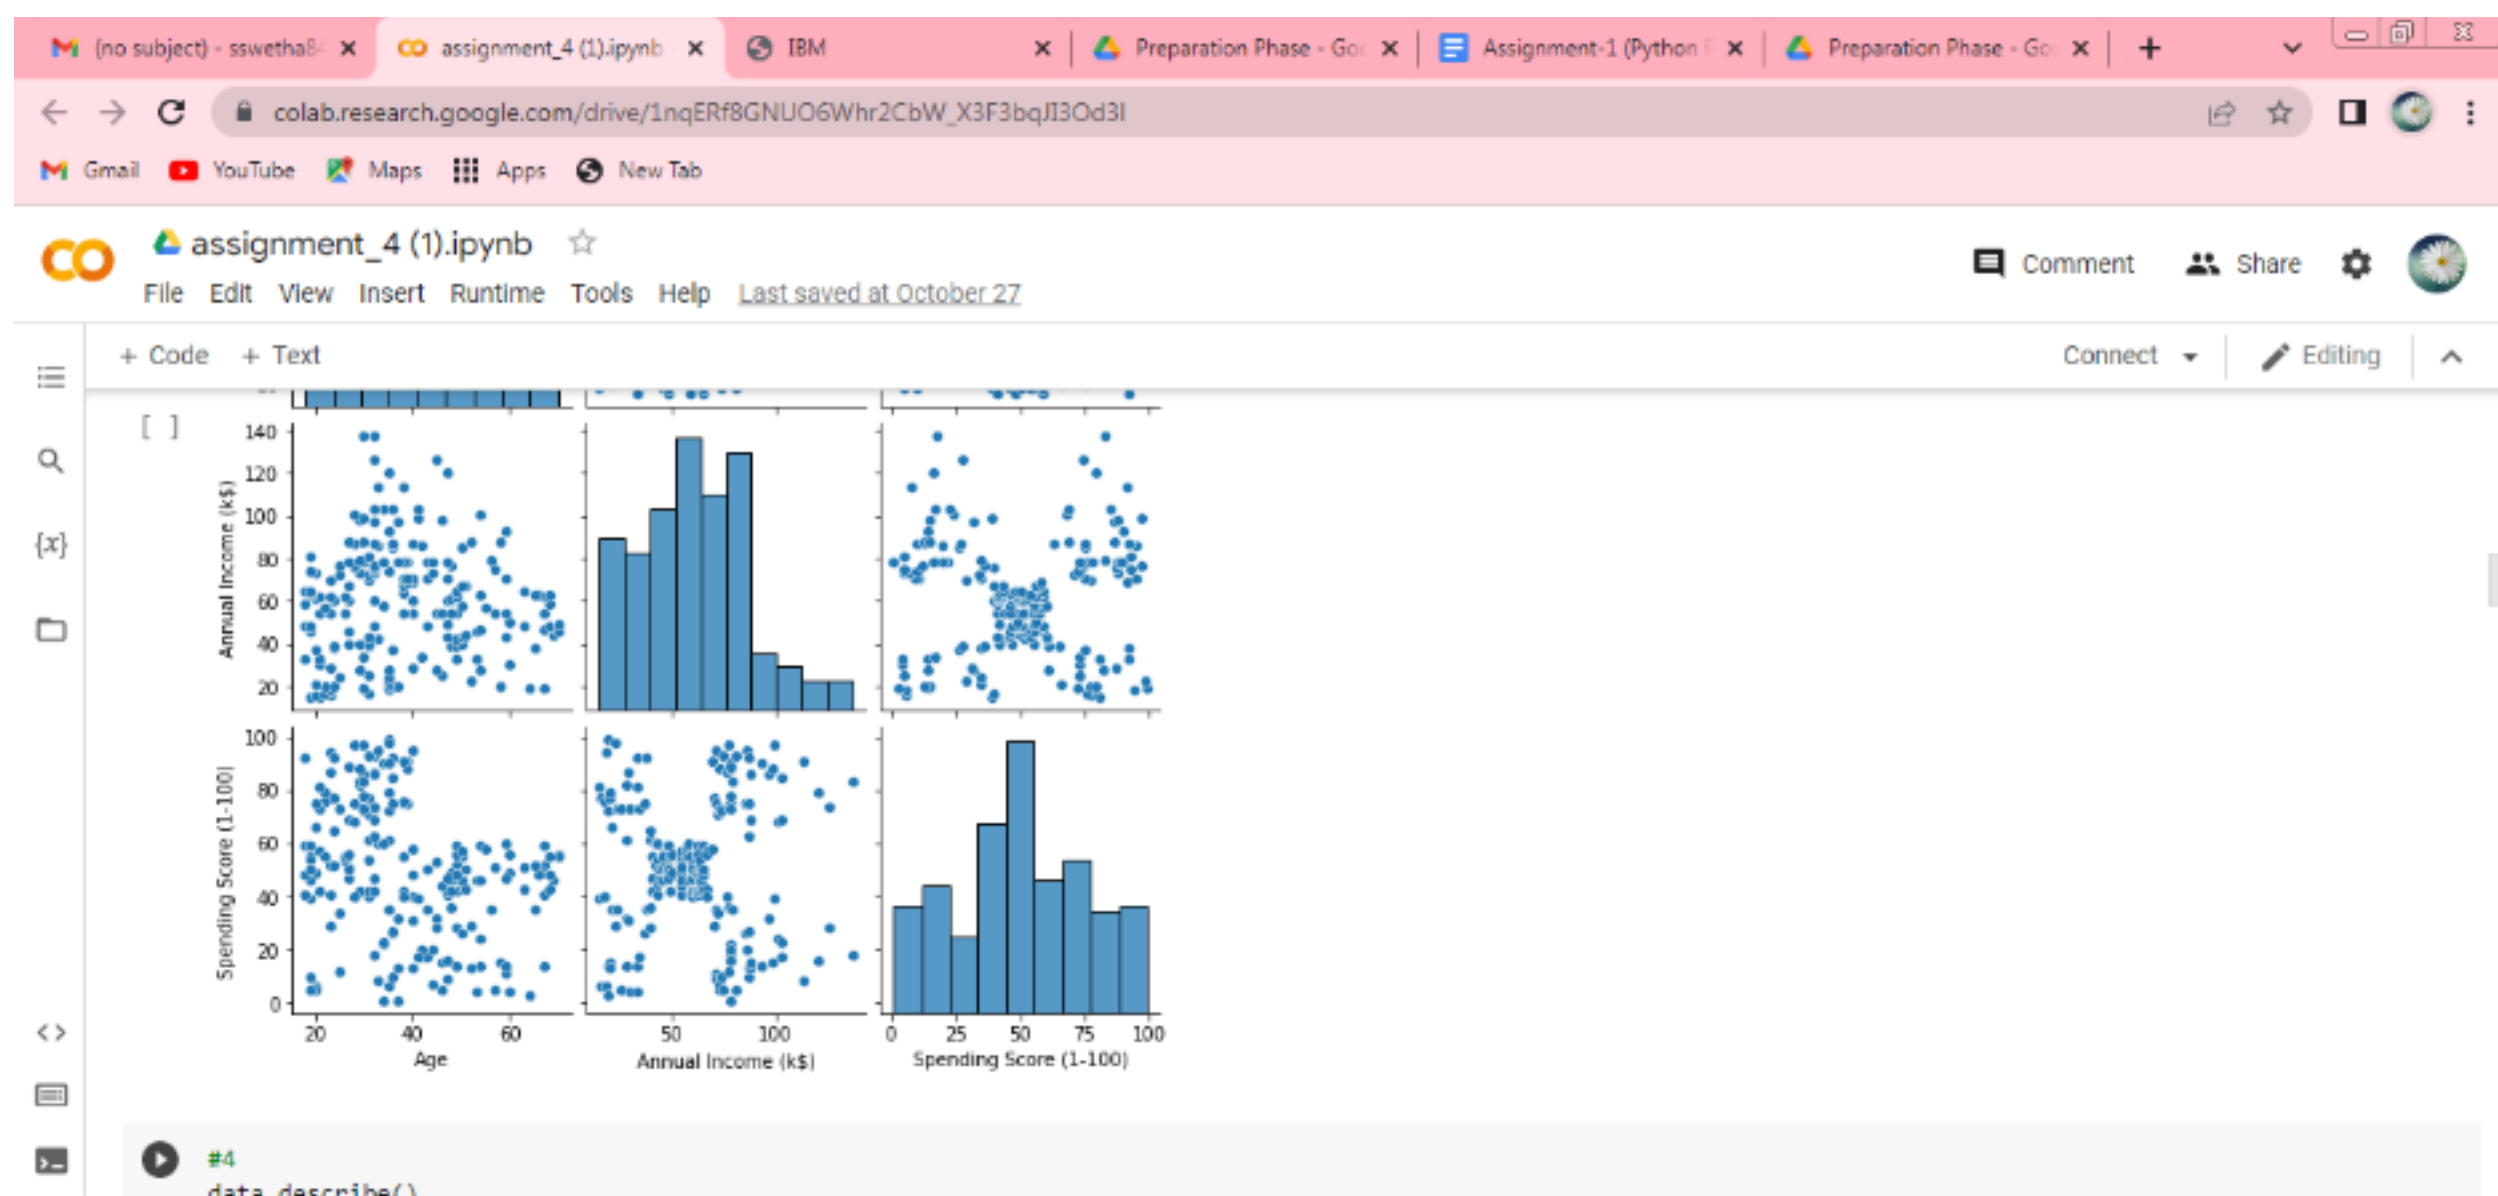 (no subject) - sswetha8
assignment_4 (1).ipynb
IBM
Preparation Phase - Goo
Assignment-1 (Python
Preparation Phase - Go
colab.research.google.com/drive/1nqERf8GNUO6Whr2CbW_X3F3bqJI3Od3I
Gmail YouTube Maps Apps New Tab
CO assignment_4 (1).ipynb
Comment Share
File Edit View Insert Runtime Tools Help Last saved at October 27
+ Code + Text Connect Editing
[ ]
{x}
Annual Income (k$)
140
120
100
80
60
40
20
Spending Score (1-100)
100
80
60
40
20
0
20 40 60 50 100 0 25 50 75 100
Age Annual Income (k$) Spending Score (1-100)
#4
data.describe()